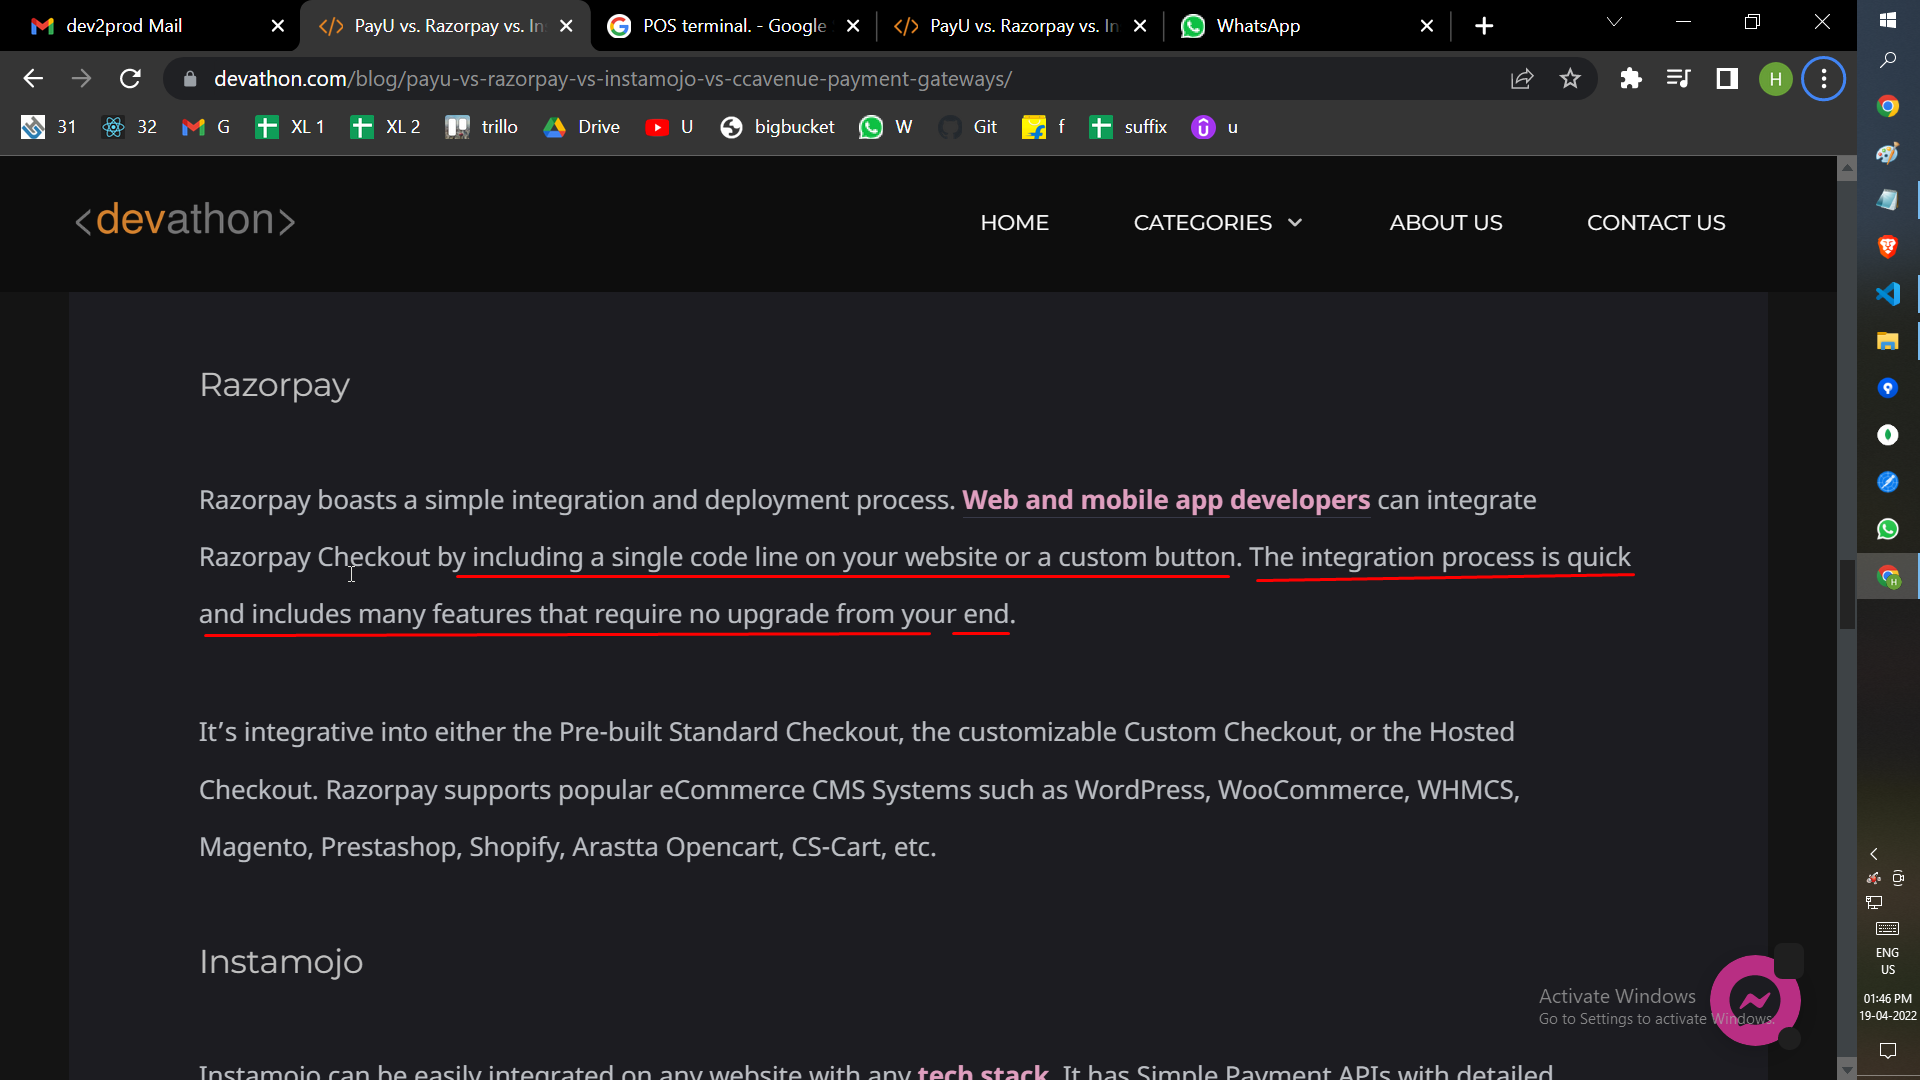 dev2prod Mail
PayU vs. Razorpay vs. In
POS terminal. - Google
PayU vs. Razorpay vs. In
WhatsApp
devathon.com/blog/payu-vs-razorpay-vs-instamojo-vs-ccavenue-payment-gateways/
H
31
32
G
XL 1
XL 2
trillo
Drive
U
bigbucket
W
Git
f
suffix
u
<devathon>
HOME
CATEGORIES
ABOUT US
CONTACT US
Razorpay
Razorpay boasts a simple integration and deployment process. Web and mobile app developers can integrate
Razorpay Checkout by including a single code line on your website or a custom button. The integration process is quick
and includes many features that require no upgrade from your end.
It’s integrative into either the Pre-built Standard Checkout, the customizable Custom Checkout, or the Hosted
Checkout. Razorpay supports popular eCommerce CMS Systems such as WordPress, WooCommerce, WHMCS,
Magento, Prestashop, Shopify, Arastta Opencart, CS-Cart, etc.
Instamojo
Instamojo can be easily integrated on any website with any tech stack. It has Simple Payment APIs with detailed
Activate Windows
Go to Settings to activate Windows.
ENG
US
01:46 PM
19-04-2022